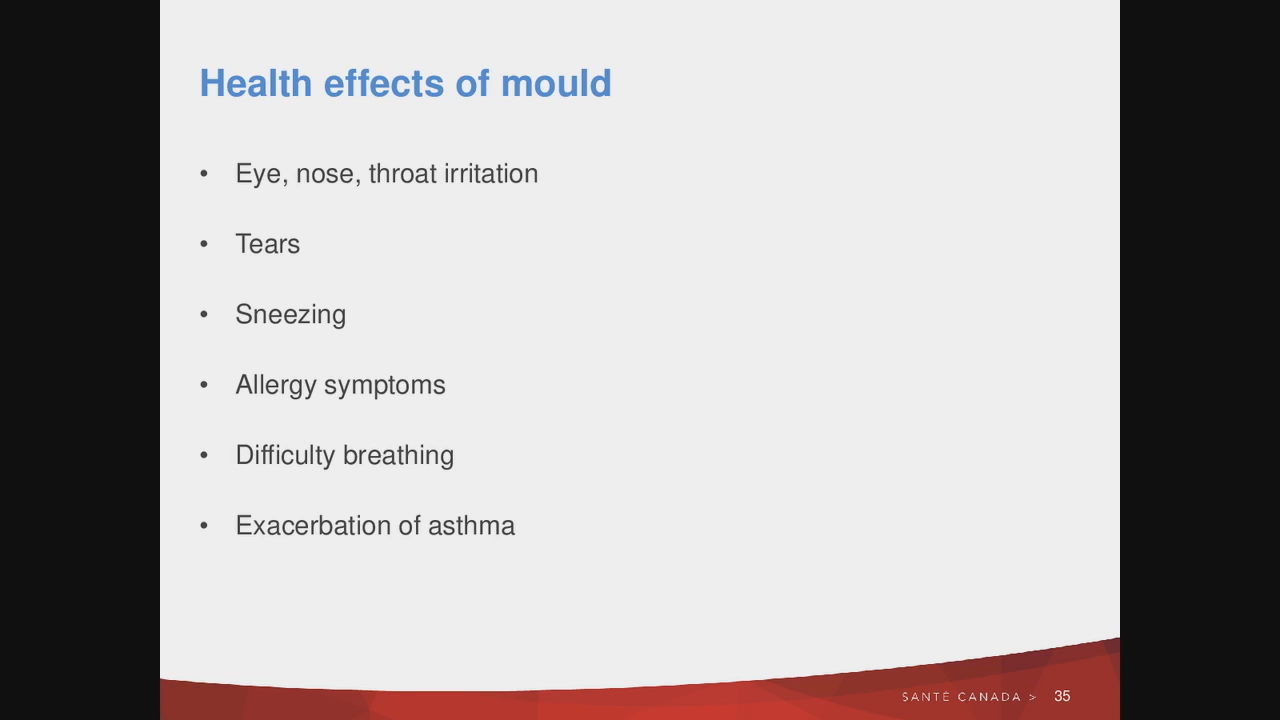 Health effects of mould
• Eye, nose, throat irritation
• Tears
• Sneezing
• Allergy symptoms
• Difficulty breathing
• Exacerbation of asthma
SANTÉ CANADA > 35